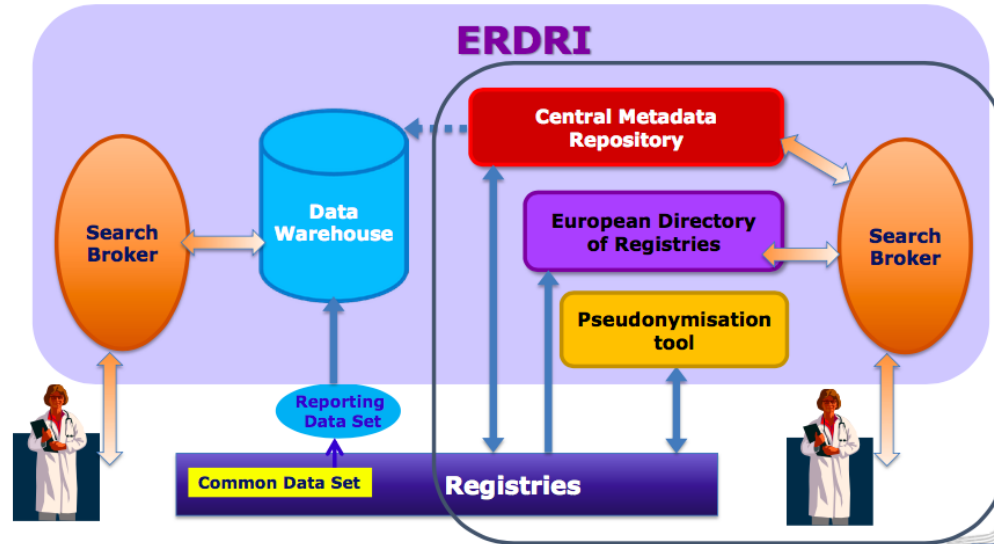 ERDRI
Central Metadata
Repository
Data
Warehouse
European Directory
of Registries
Search
Broker
Search
Broker
Pseudonymisation
tool
Reporting
Data Set
Common Data Set
Registries